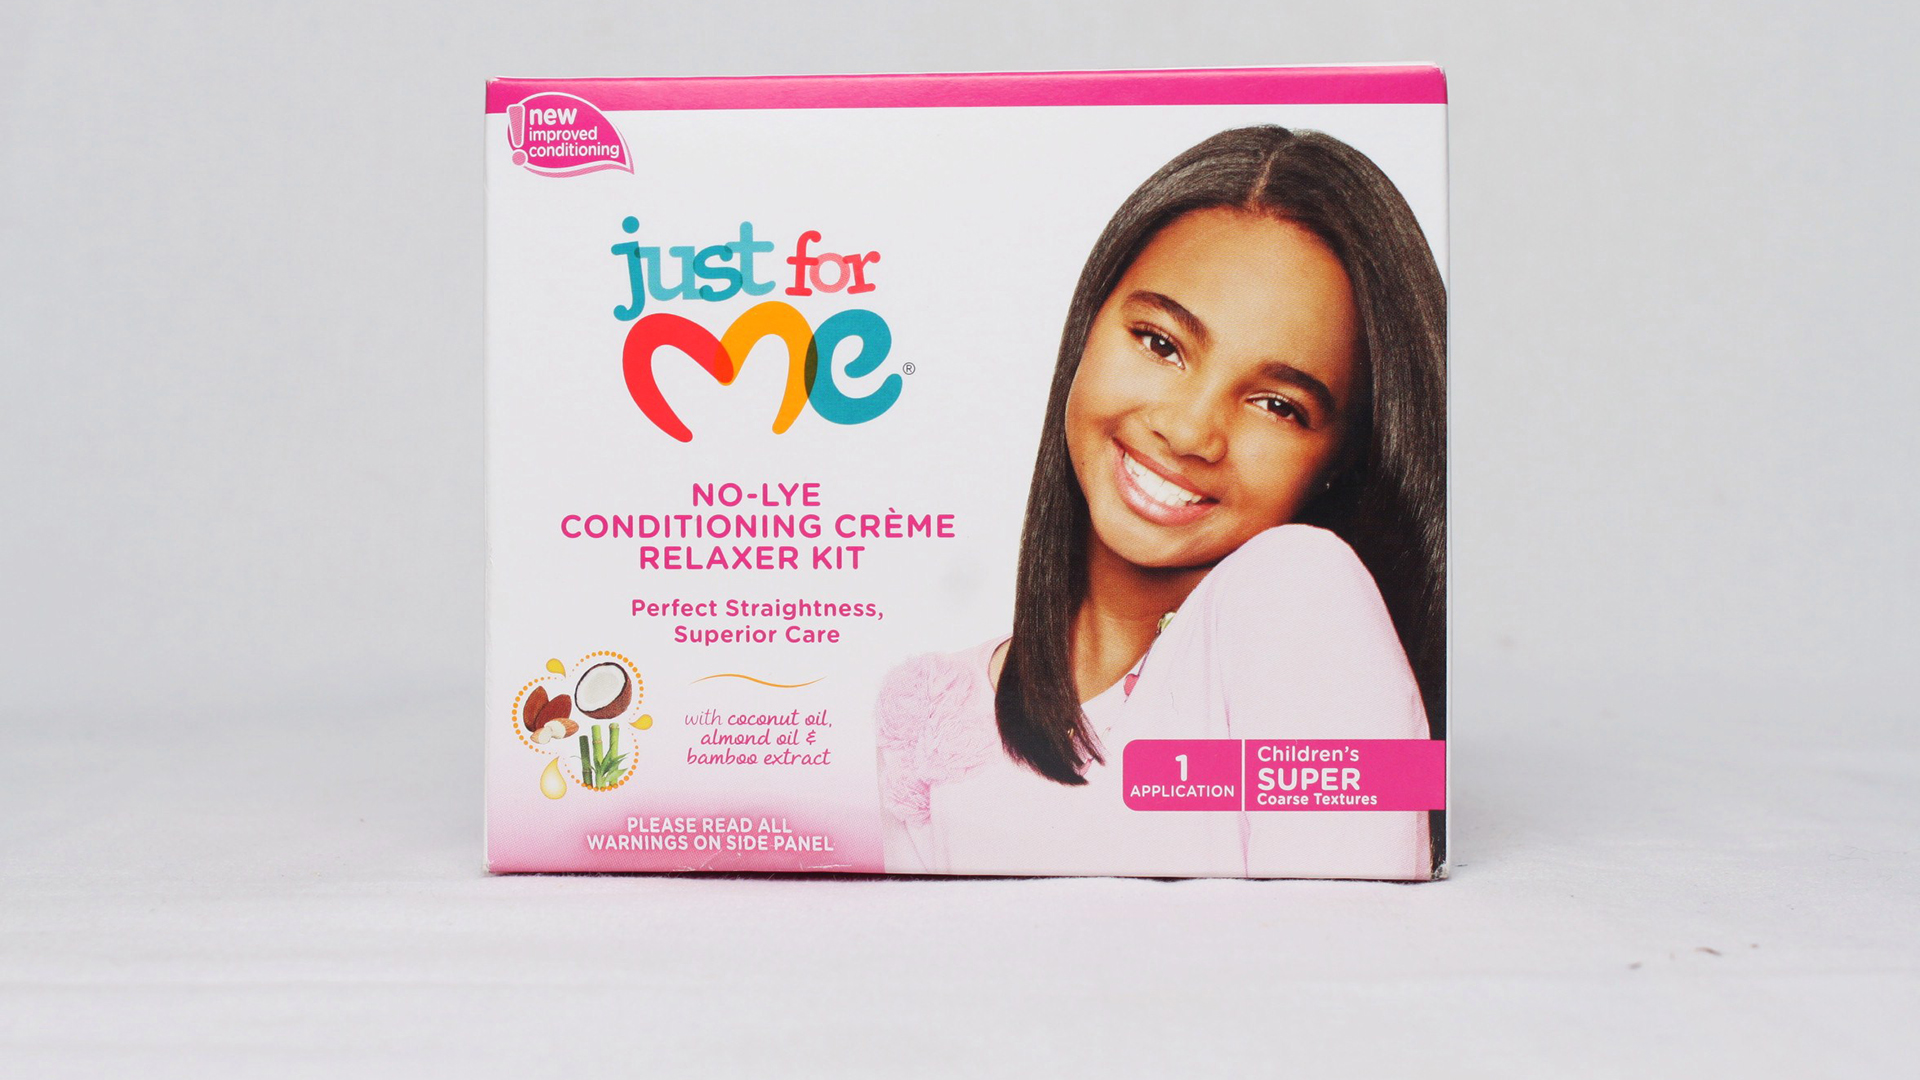 new
improved
conditioning
just for
me®
NO-LYE
CONDITIONING CRÈME
RELAXER KIT
Perfect Straightness,
Superior Care
with coconut oil,
almond oil &
bamboo extract
PLEASE READ ALL
WARNINGS ON SIDE PANEL
1
APPLICATION
Children's
SUPER
Coarse Textures